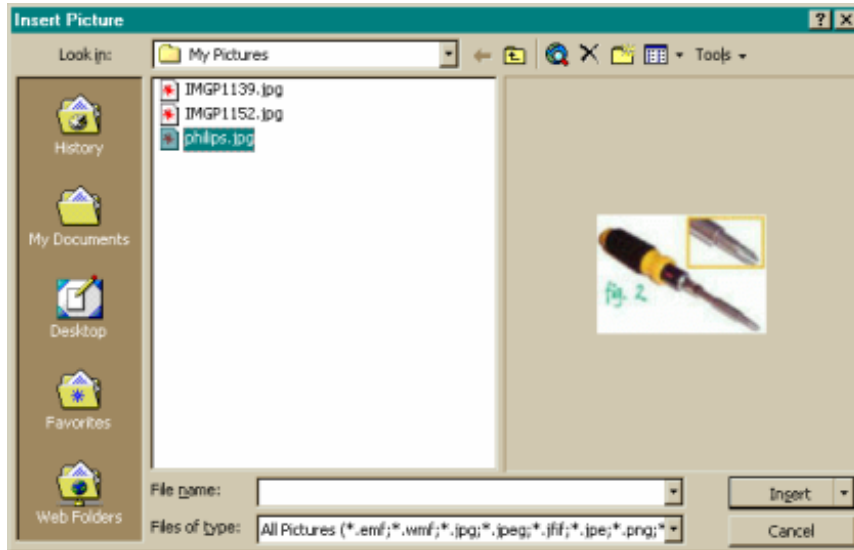 Insert Picture
Look in:
My Pictures
Tools
IMGP1139.jpg
IMGP1152.jpg
philips.jpg
History
My Documents
Desktop
Favorites
Web Folders
fig. 2
File name:
Insert
Files of type:
All Pictures (*.emf;*.wmf;*.jpg;*.jpeg;*.jfif;*.jpe;*.png;*
Cancel